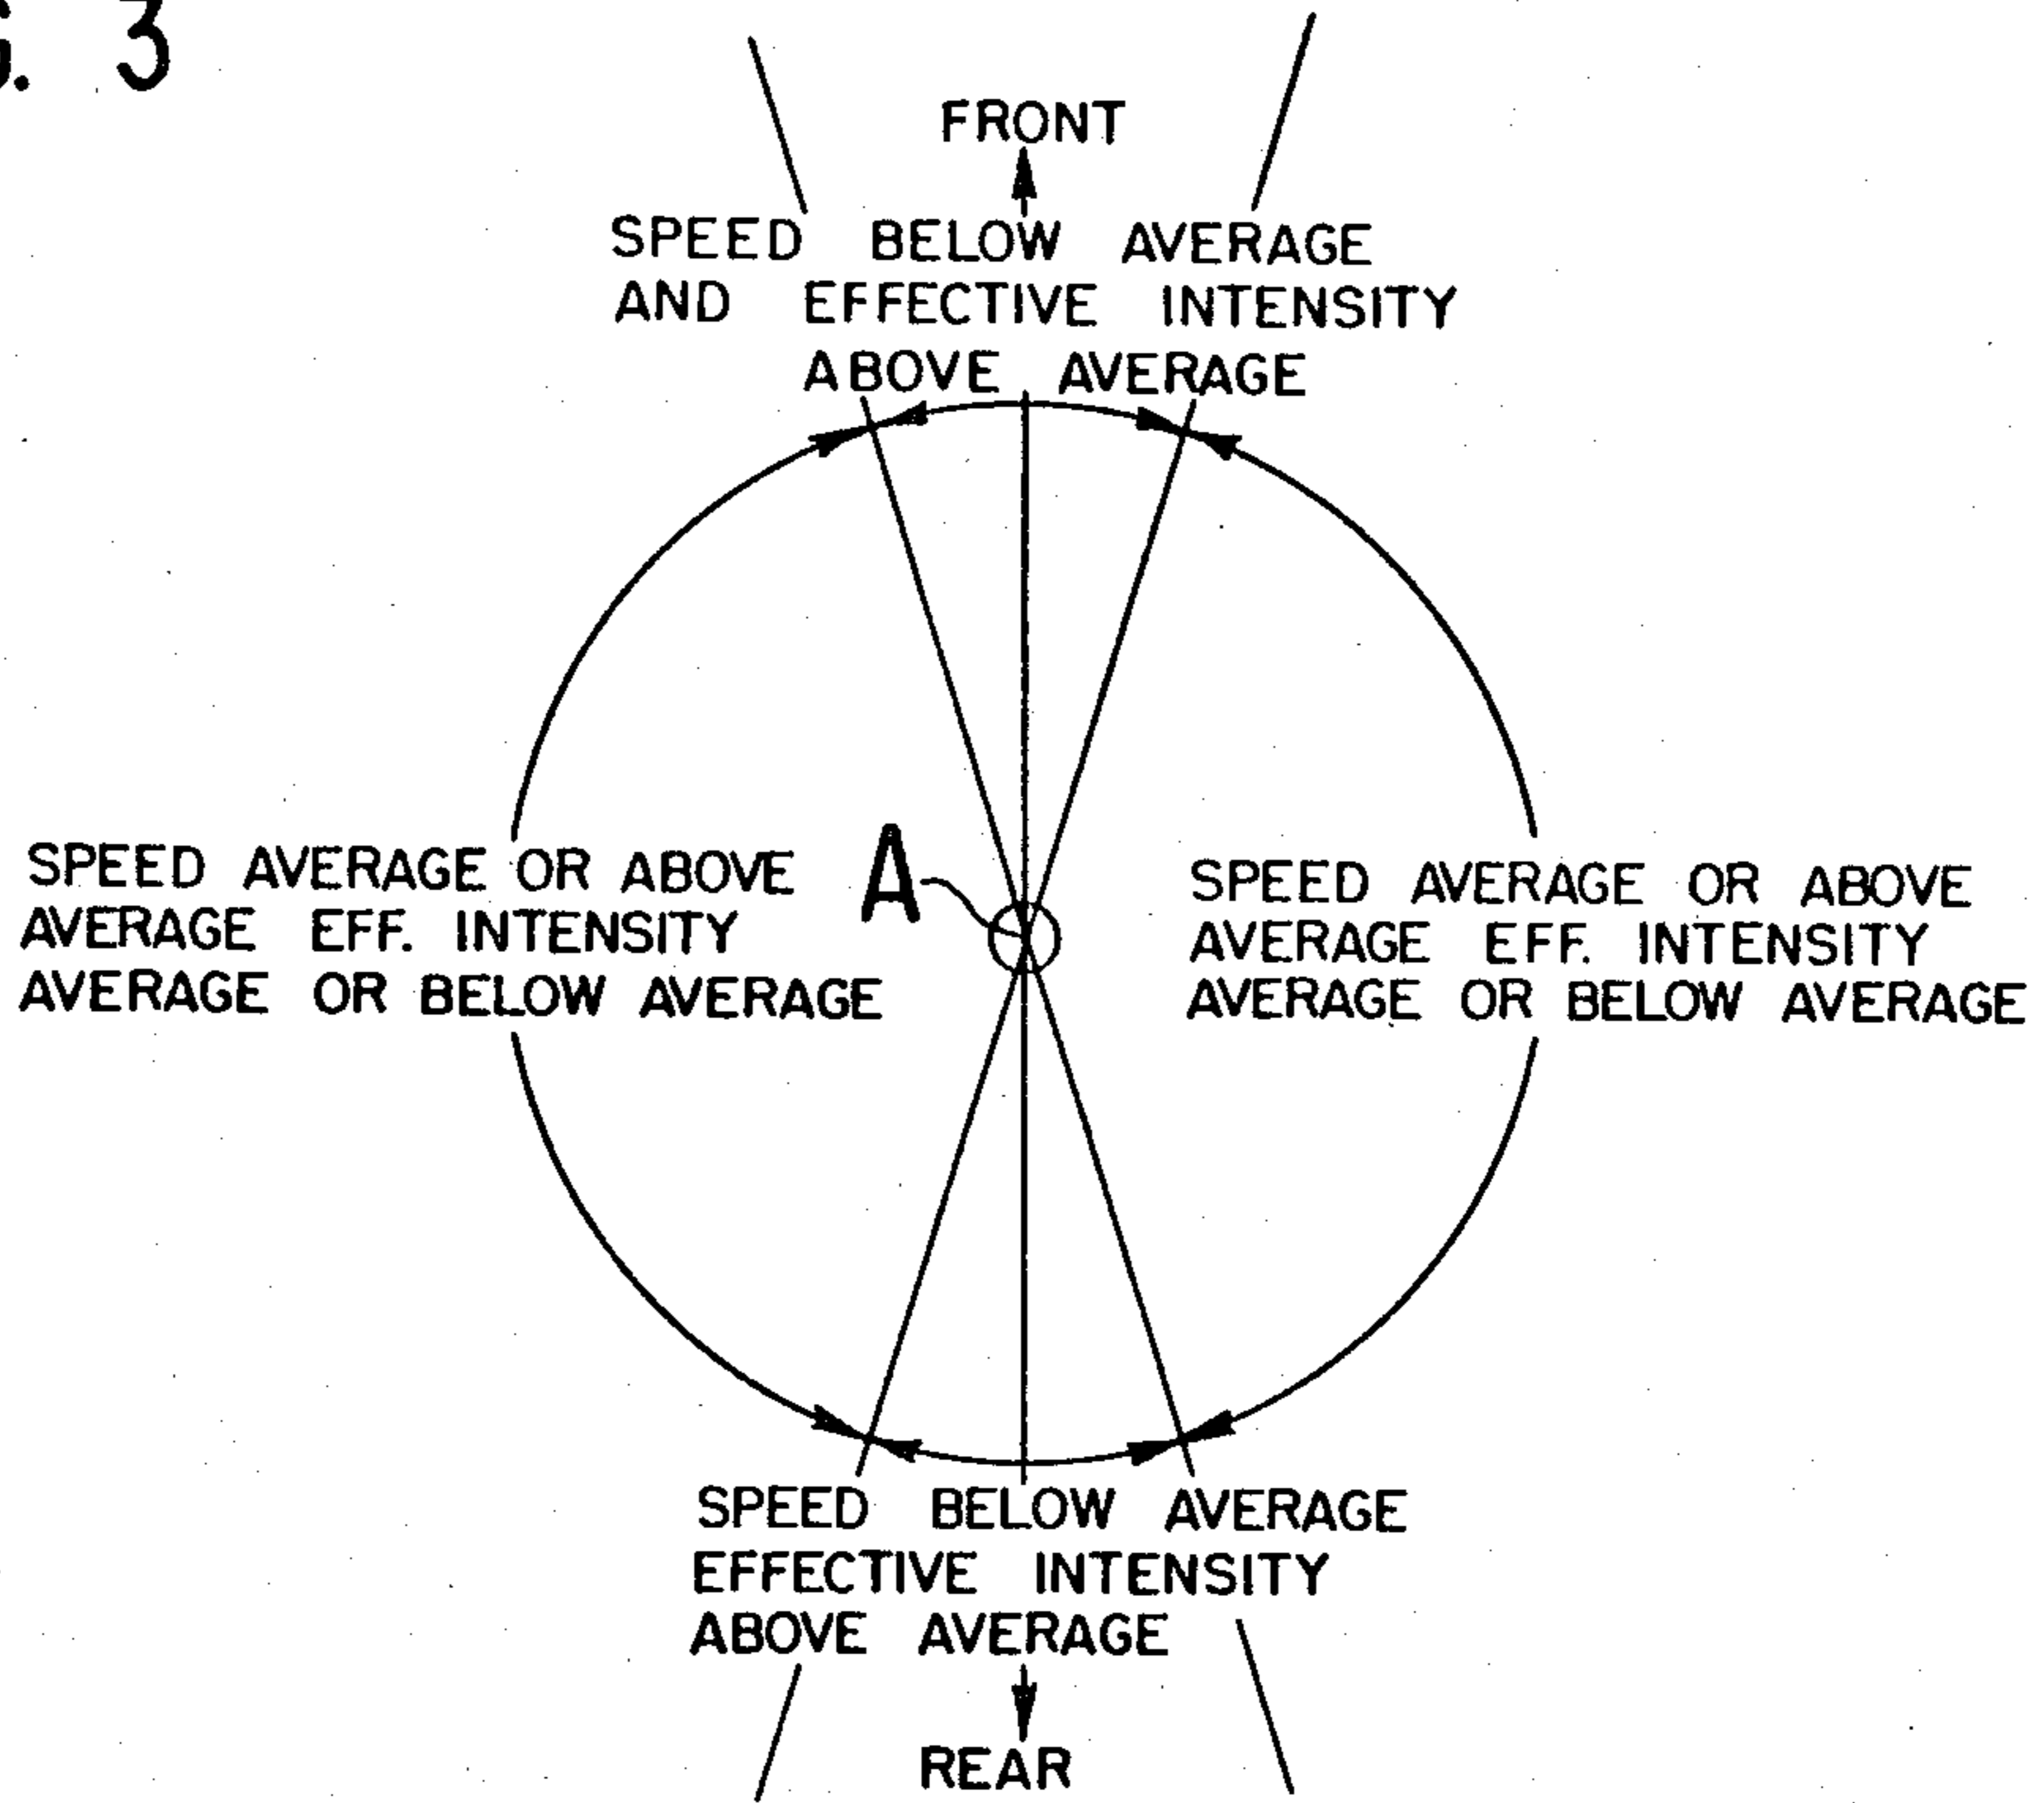 3
FRONT
SPEED BELOW AVERAGE
AND EFFECTIVE INTENSITY
ABOVE AVERAGE
SPEED AVERAGE OR ABOVE
AVERAGE EFF. INTENSITY
AVERAGE OR BELOW AVERAGE
A
SPEED AVERAGE OR ABOVE
AVERAGE EFF. INTENSITY
AVERAGE OR BELOW AVERAGE
SPEED BELOW AVERAGE
EFFECTIVE INTENSITY
ABOVE AVERAGE
REAR